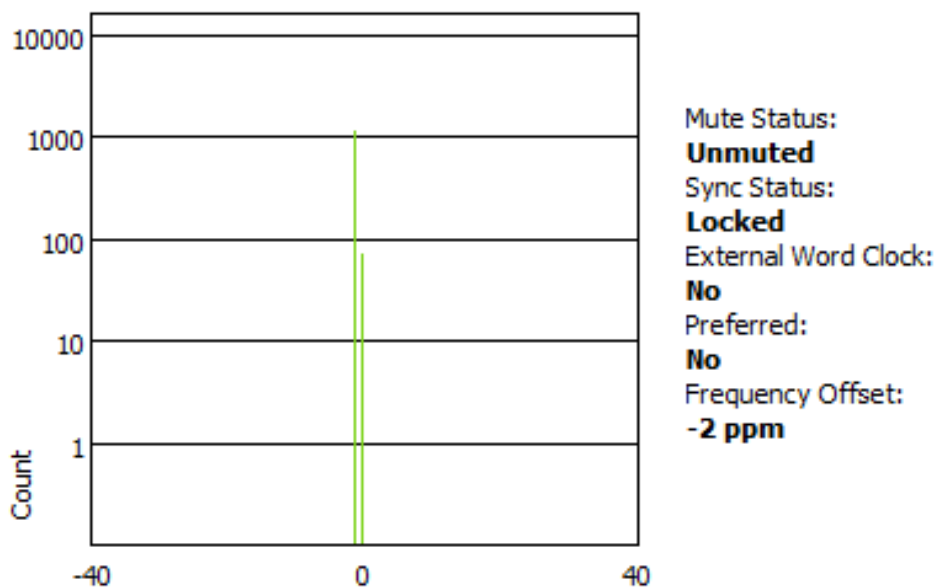 10000
1000
100
10
1
Count
-40
0
40
Mute Status:
Unmuted
Sync Status:
Locked
External Word Clock:
No
Preferred:
No
Frequency Offset:
-2 ppm